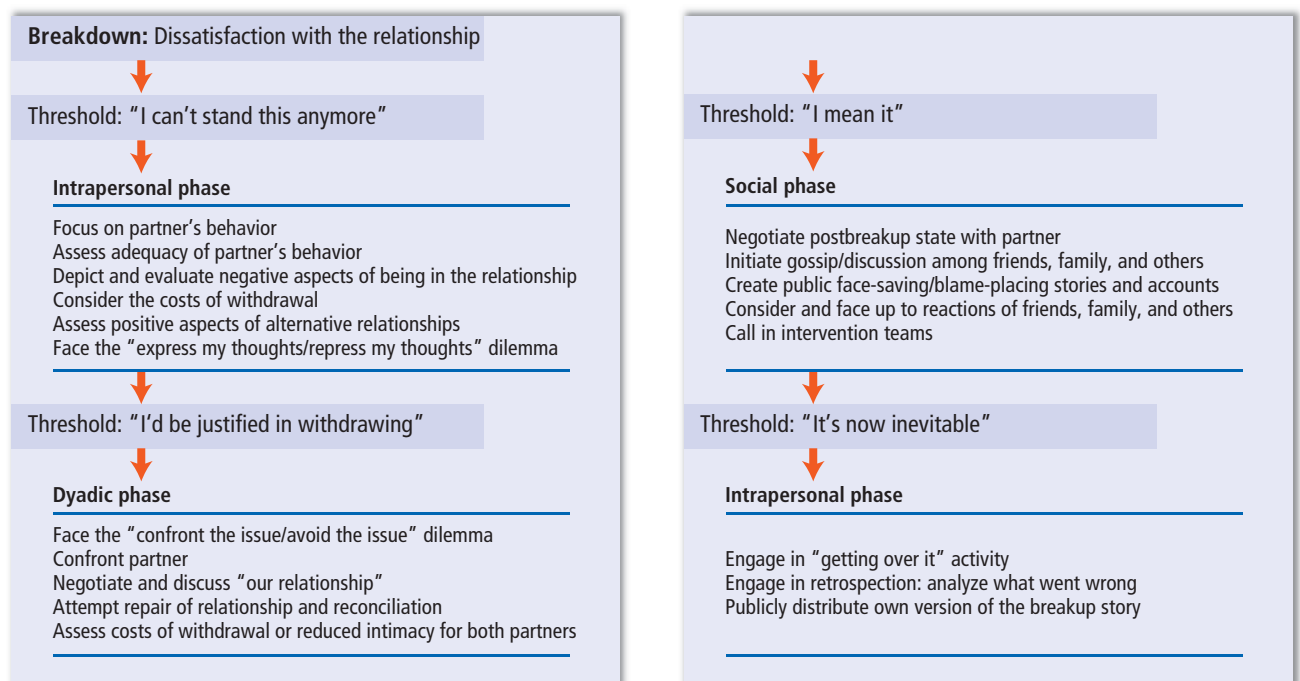 Breakdown: Dissatisfaction with the relationship
Threshold: “I can’t stand this anymore”
Intrapersonal phase
Focus on partner’s behavior
Assess adequacy of partner’s behavior
Depict and evaluate negative aspects of being in the relationship
Consider the costs of withdrawal
Assess positive aspects of alternative relationships
Face the “express my thoughts/repress my thoughts” dilemma
Threshold: “I’d be justified in withdrawing”
Dyadic phase
Face the “confront the issue/avoid the issue” dilemma
Confront partner
Negotiate and discuss “our relationship”
Attempt repair of relationship and reconciliation
Assess costs of withdrawal or reduced intimacy for both partners
Threshold: “I mean it”
Social phase
Negotiate postbreakup state with partner
Initiate gossip/discussion among friends, family, and others
Create public face-saving/blame-placing stories and accounts
Consider and face up to reactions of friends, family, and others
Call in intervention teams
Threshold: “It’s now inevitable”
Intrapersonal phase
Engage in “getting over it” activity
Engage in retrospection: analyze what went wrong
Publicly distribute own version of the breakup story